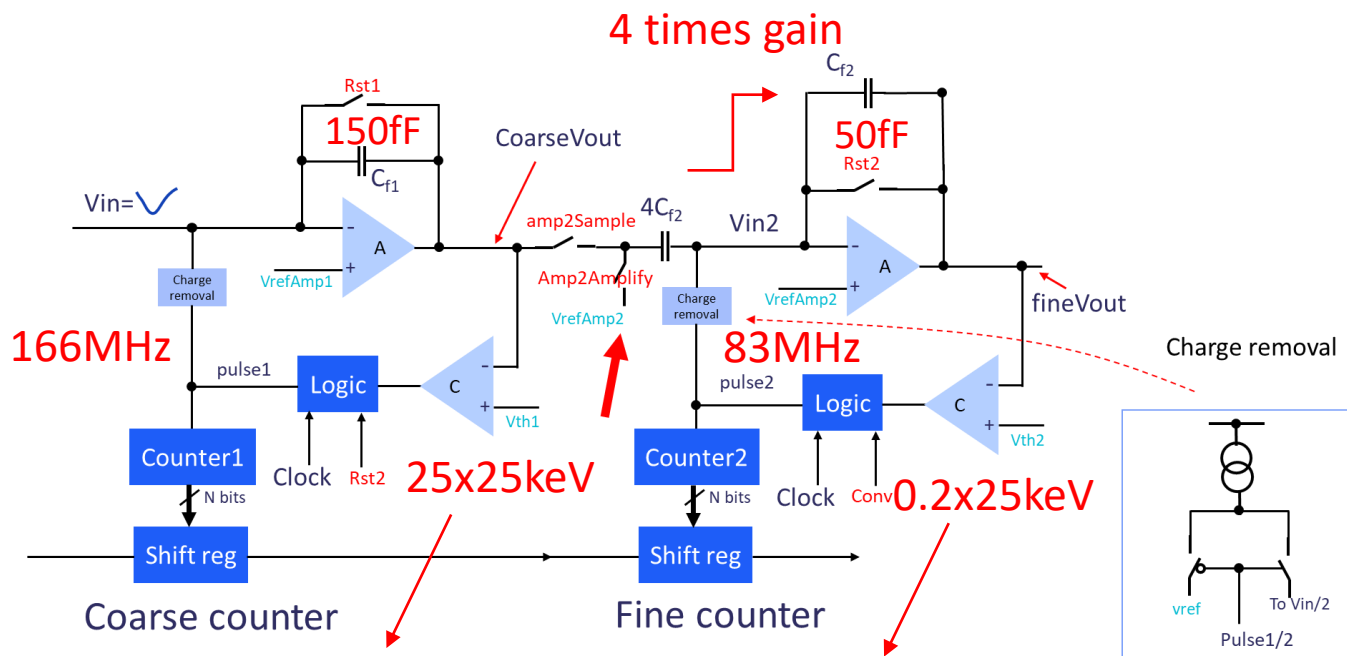 4 times gain
Rst1
150fF
Cf1
CoarseVout
Cf2
50fF
Rst2
Vin=
-
A
+
VrefAmp1
Charge
removal
amp2Sample
4Cf2
Vin2
Amp2Amplify
VrefAmp2
-
A
+
VrefAmp2
Charge
removal
fineVout
166MHz
83MHz
Charge removal
pulse1
Logic
C
-
+
Vth1
pulse2
Logic
C
-
+
Vth2
Counter1
Clock
Rst2
25x25keV
Counter2
Clock
Conv
0.2x25keV
N bits
N bits
Shift reg
Shift reg
Coarse counter
Fine counter
vref
To Vin/2
Pulse1/2